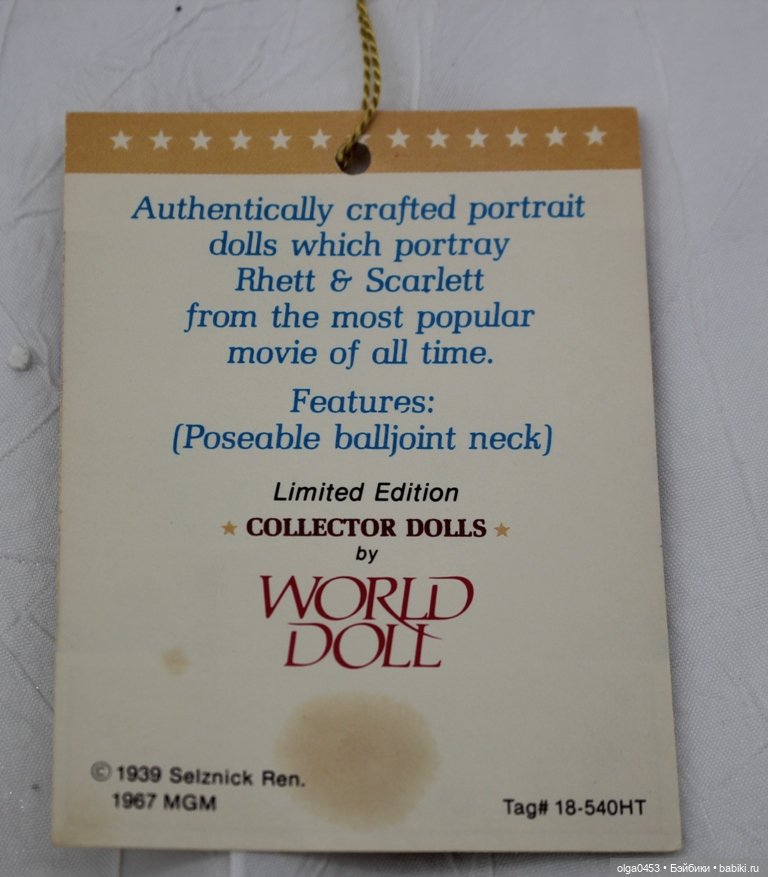 Authentically crafted portrait
dolls which portray
Rhett & Scarlett
from the most popular
movie of all time.
Features:
(Poseable balljoint neck)
Limited Edition
COLLECTOR DOLLS
by
WORLD
DOLL
© 1939 Selznick Ren.
1967 MGM
Tag# 18-540HT
olga0453 • Бэйбики • babiki.ru